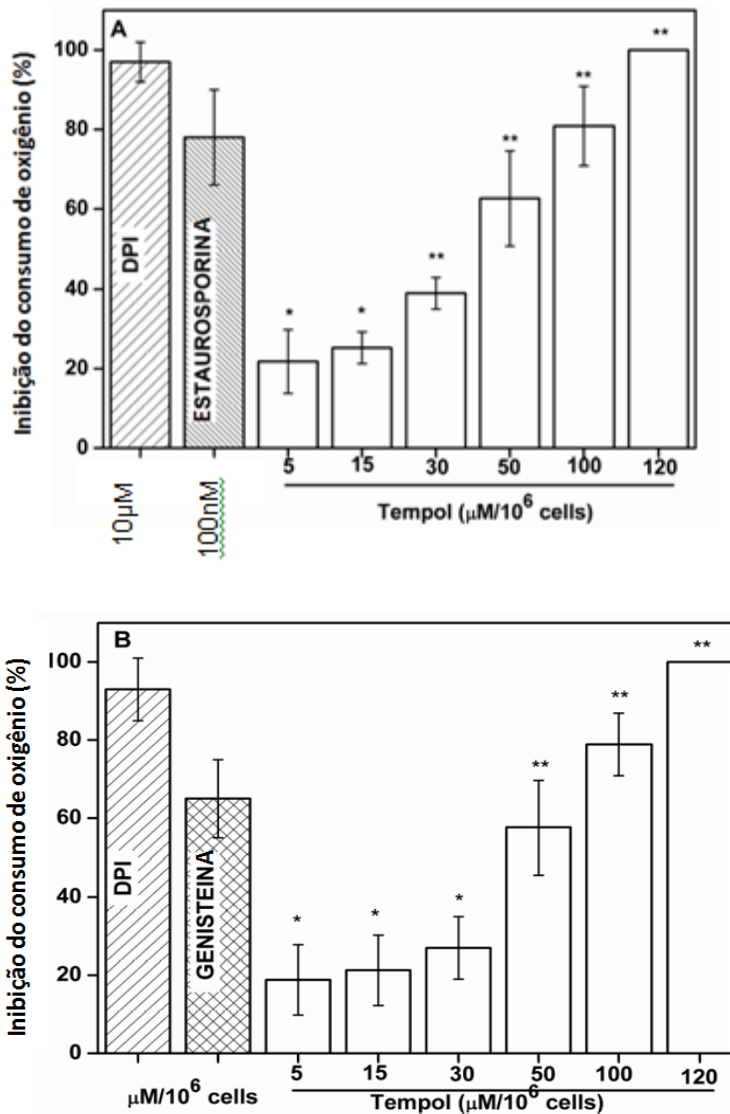 A
Inibição do consumo de oxigênio (%)
100
80
60
40
20
0
DPI
ESTAUROSPORINA
*
*
**
**
**
**
10µM
100nM
5 15 30 50 100 120
Tempol (µM/10⁶ cells)
B
Inibição do consumo de oxigênio (%)
100
80
60
40
20
0
DPI
GENISTEINA
*
*
*
**
**
**
5 15 30 50 100 120
µM/10⁶ cells
Tempol (µM/10⁶ cells)